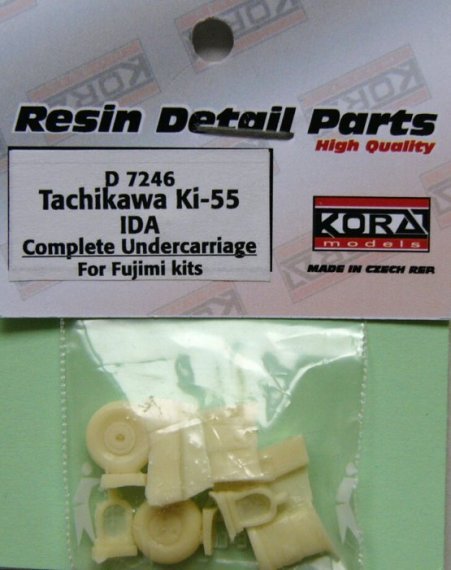 Resin Detail Parts
High Quality
D 7246
Tachikawa Ki-55
IDA
Complete Undercarriage
For Fujimi kits
KORA
models
MADE IN CZECH REP.